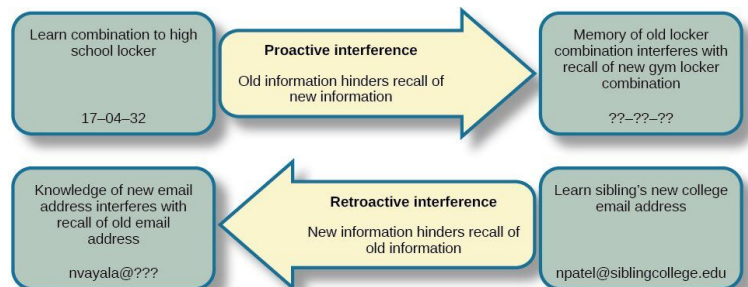 Learn combination to high
school locker
17–04–32
Proactive interference
Old information hinders recall of
new information
Memory of old locker
combination interferes with
recall of new gym locker
combination
??–??–??
Knowledge of new email
address interferes with
recall of old email
address
nvayala@???
Retroactive interference
New information hinders recall of
old information
Learn sibling’s new college
email address
npatel@siblingcollege.edu